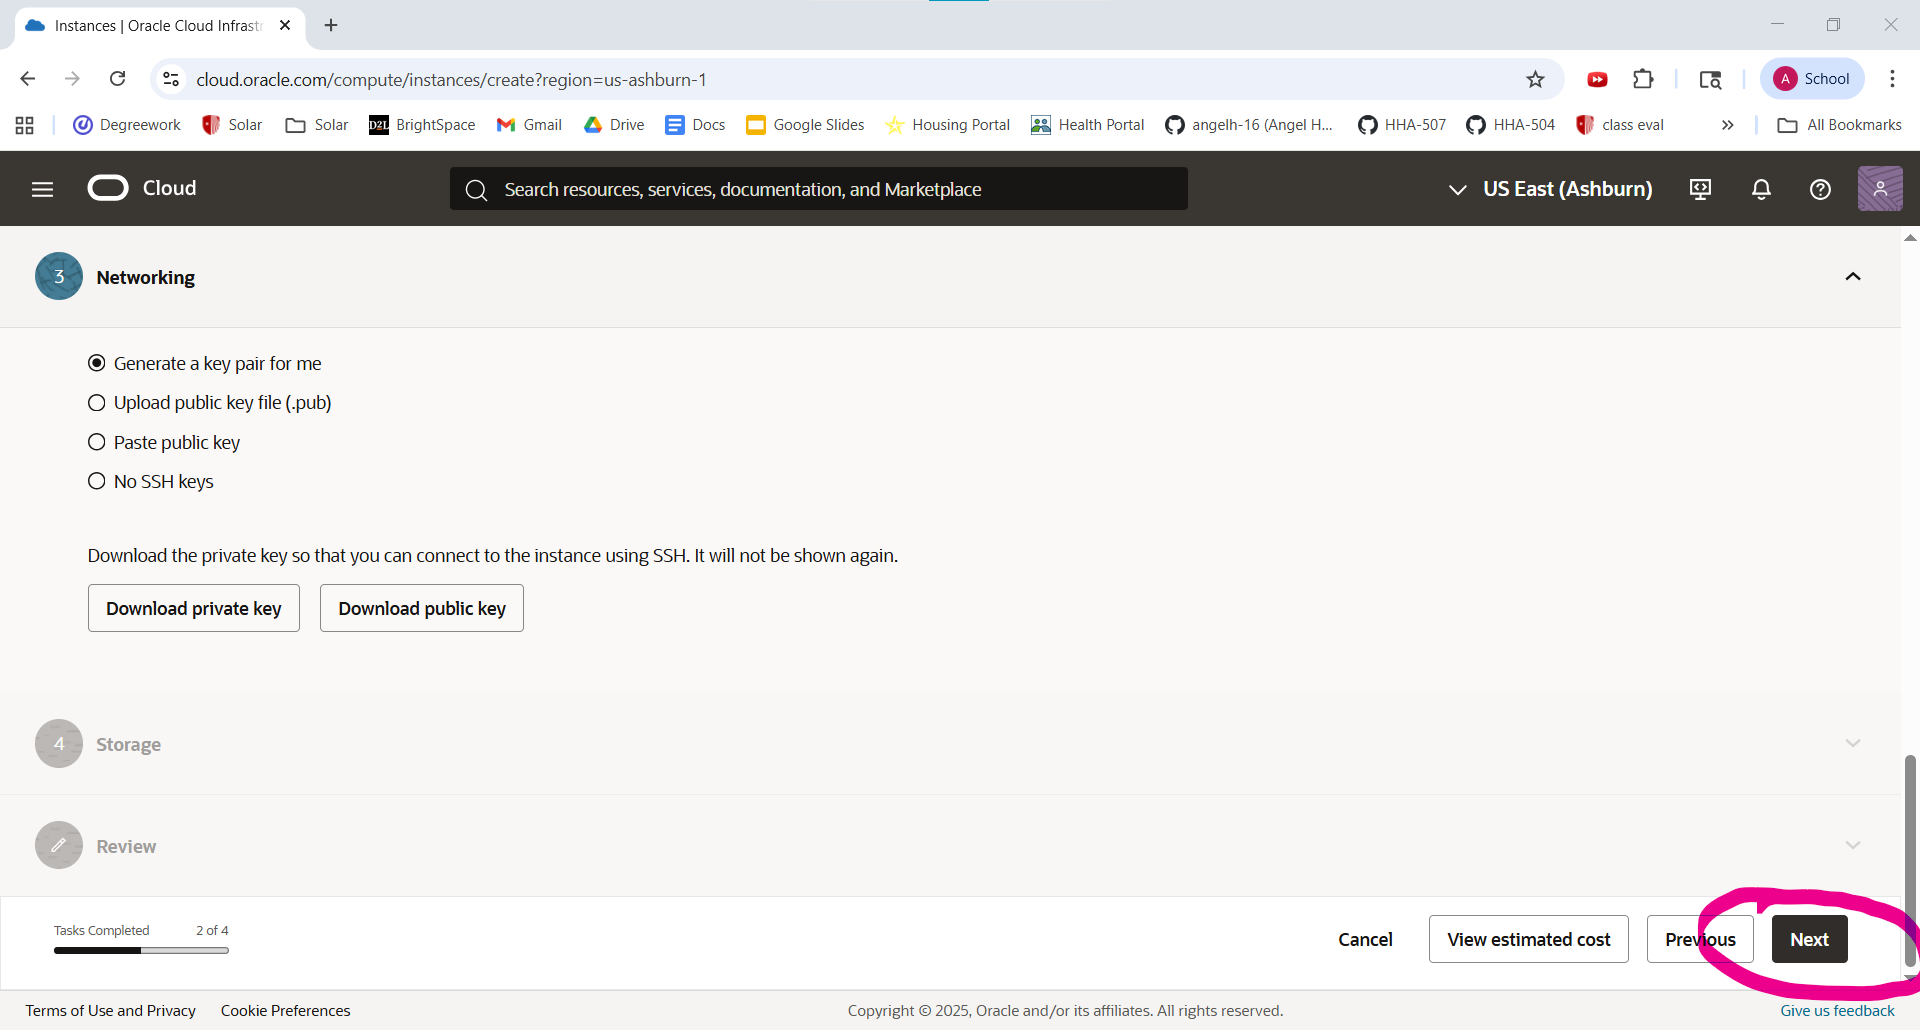 Instances | Oracle Cloud Infrastr
cloud.oracle.com/compute/instances/create?region=us-ashburn-1
A School
Degreework Solar Solar D2L BrightSpace Gmail Drive Docs Google Slides Housing Portal Health Portal angelh-16 (Angel H... HHA-507 HHA-504 class eval » All Bookmarks
Cloud
Search resources, services, documentation, and Marketplace
US East (Ashburn)
3 Networking
Generate a key pair for me
Upload public key file (.pub)
Paste public key
No SSH keys
Download the private key so that you can connect to the instance using SSH. It will not be shown again.
Download private key Download public key
4 Storage
Review
Tasks Completed 2 of 4
Cancel View estimated cost Previous Next
Terms of Use and Privacy Cookie Preferences Copyright © 2025, Oracle and/or its affiliates. All rights reserved. Give us feedback